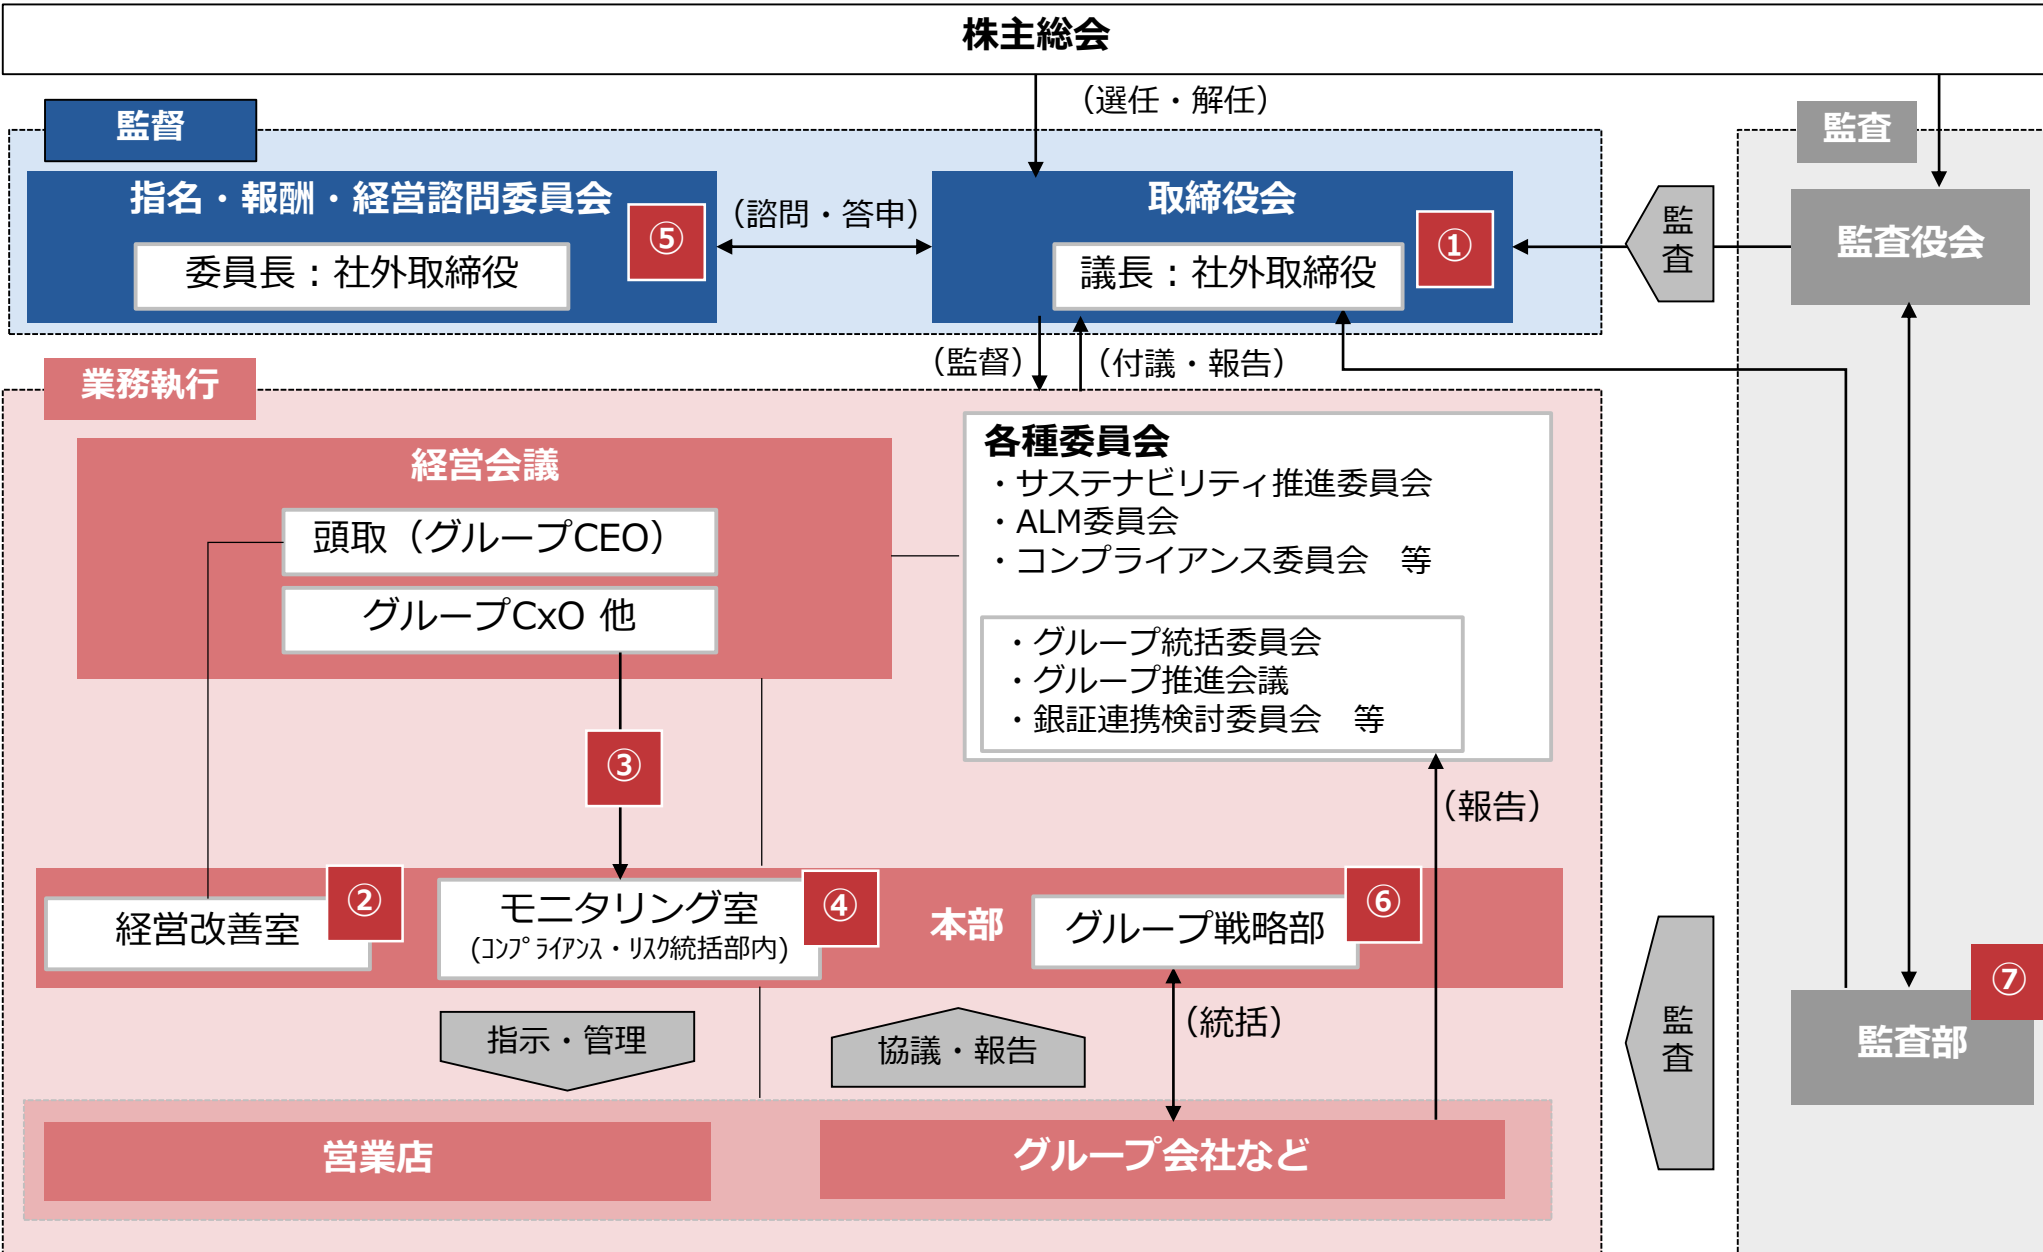 株主総会
（選任・解任）
監督
監査
指名・報酬・経営諮問委員会
⑤
委員長：社外取締役
（諮問・答申）
取締役会
①
議長：社外取締役
監査
監査役会
（監督）
（付議・報告）
業務執行
経営会議
頭取（グループCEO）
グループCxO 他
各種委員会
・サステナビリティ推進委員会
・ALM委員会
・コンプライアンス委員会　等
・グループ統括委員会
・グループ推進会議
・銀証連携検討委員会　等
③
（報告）
②
経営改善室
モニタリング室
(ｺﾝﾌﾟﾗｲｱﾝｽ・ﾘｽｸ統括部内)
④
本部
グループ戦略部
⑥
⑦
監査部
指示・管理
協議・報告
（統括）
監査
営業店
グループ会社など